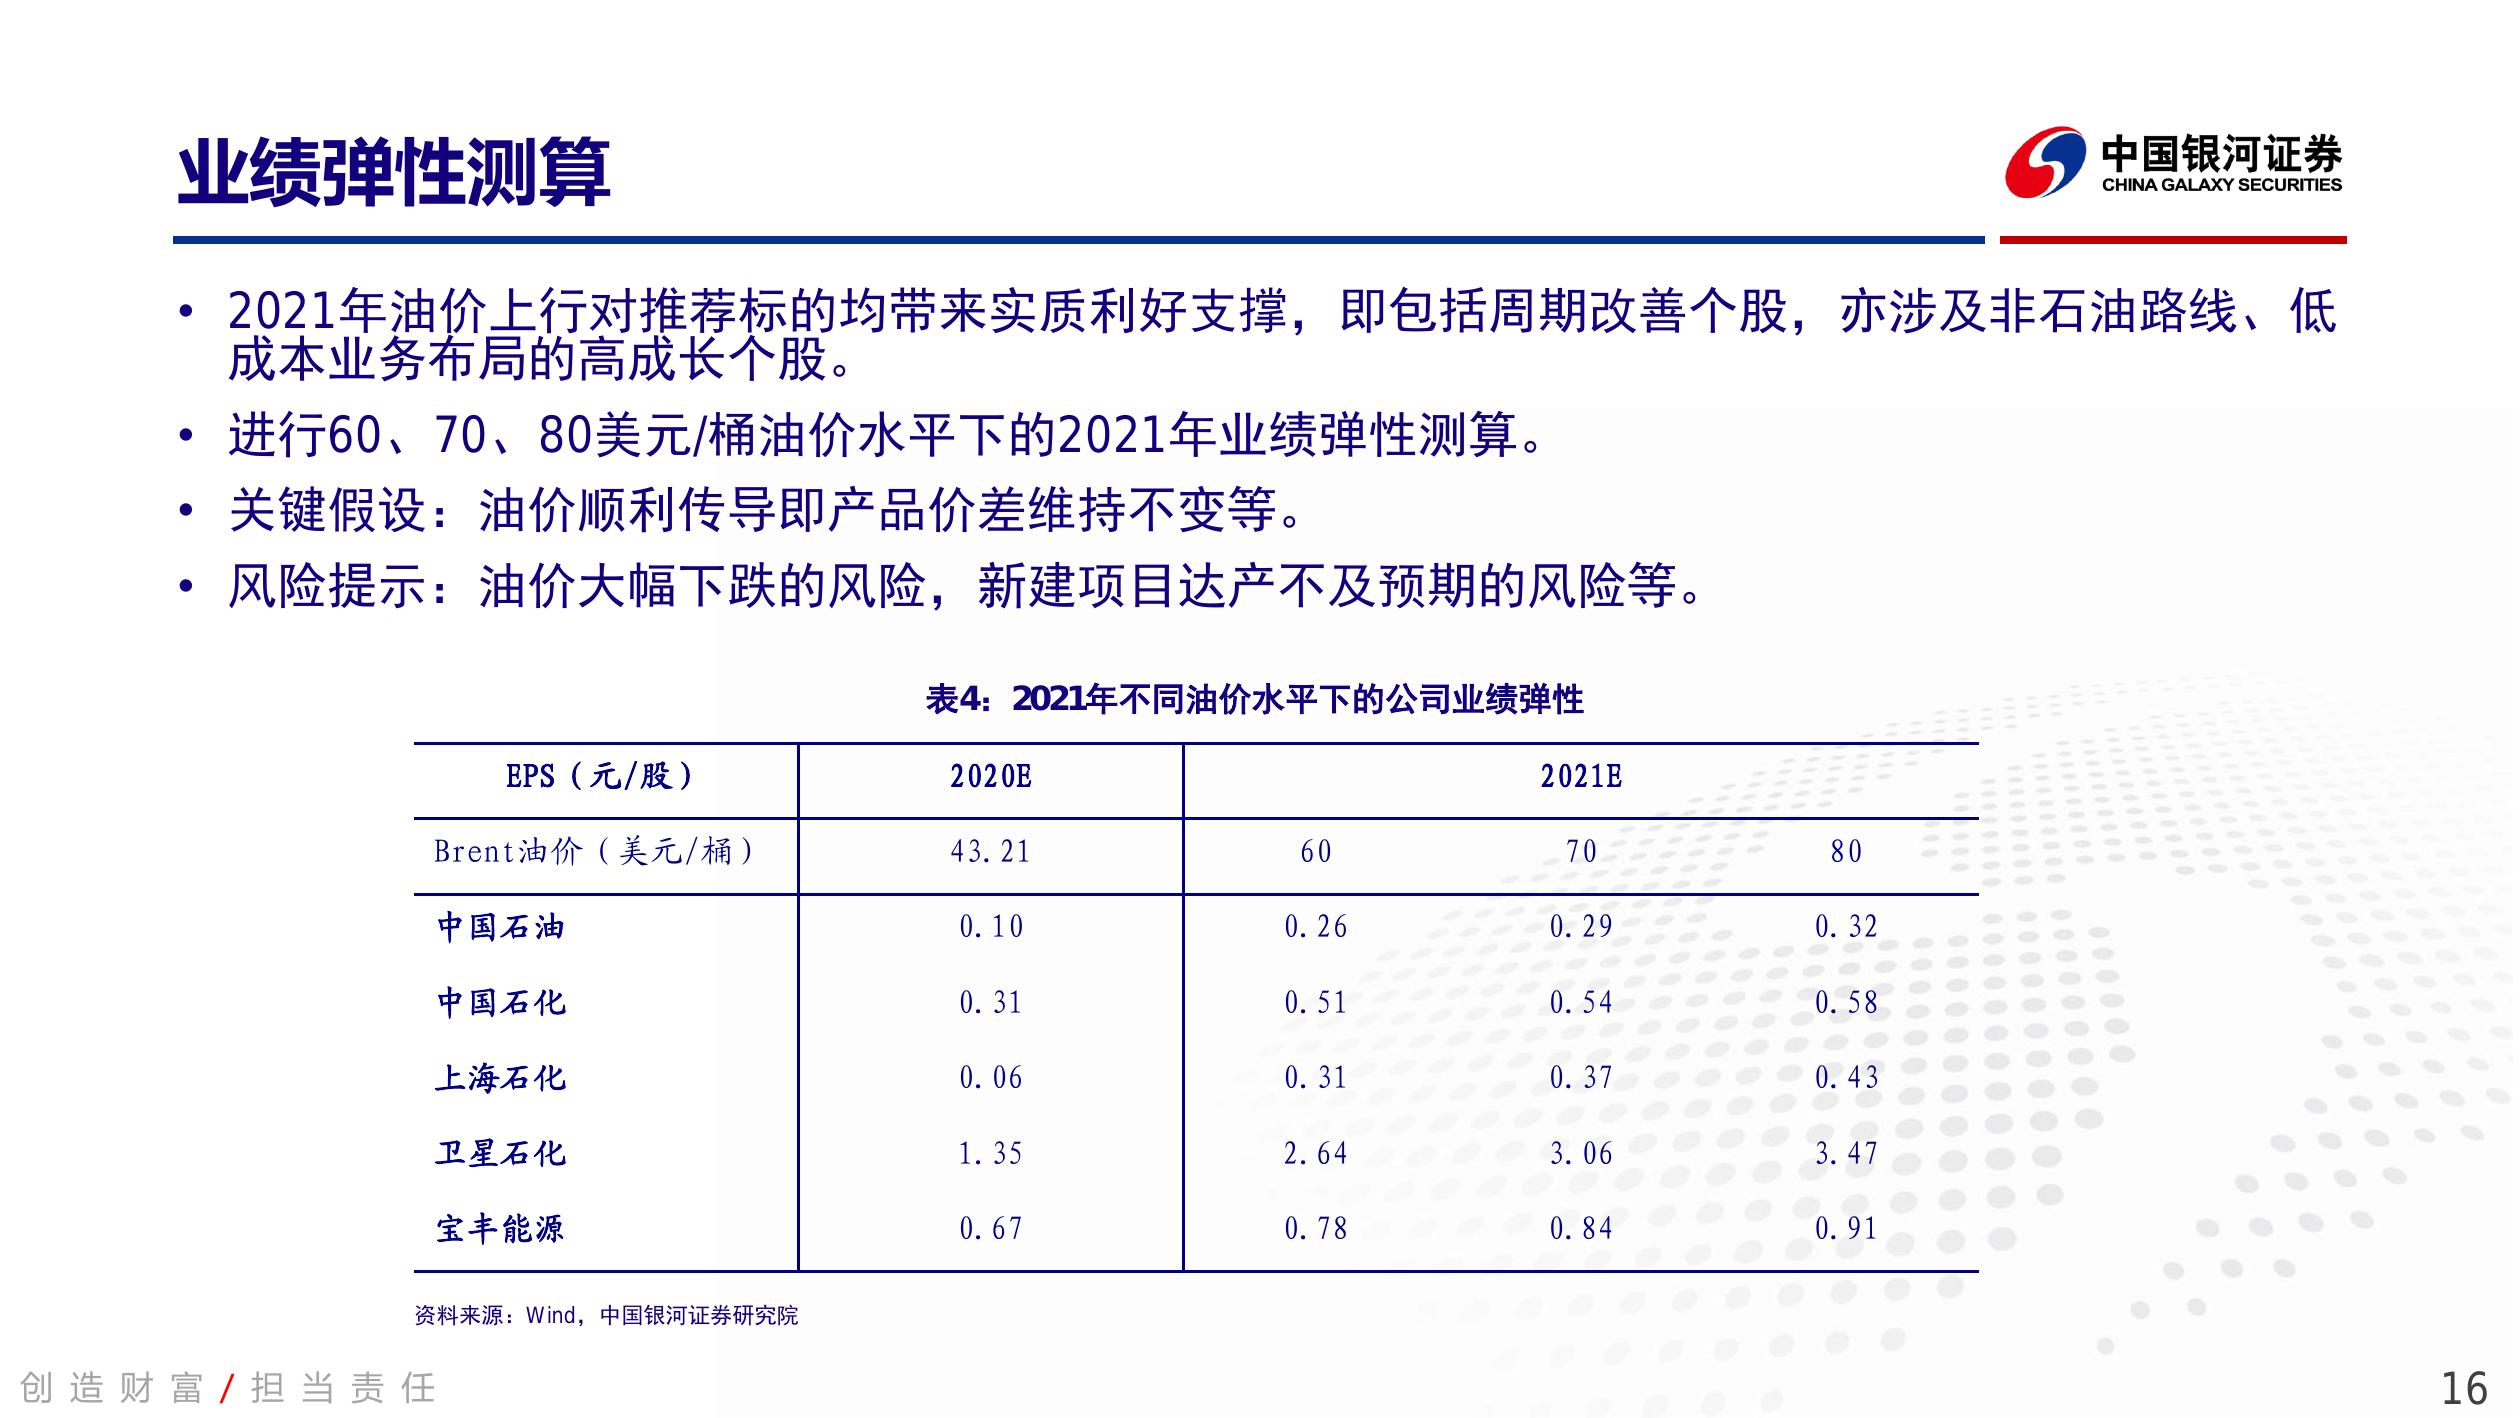 业绩弹性测算
中国银河证券
CHINA GALAXY SECURITIES
• 2021年油价上行对推荐标的均带来实质利好支撑，即包括周期改善个股，亦涉及非石油路线、低
成本业务布局的高成长个股。
• 进行60、70、80美元/桶油价水平下的2021年业绩弹性测算。
• 关键假设：油价顺利传导即产品价差维持不变等。
• 风险提示：油价大幅下跌的风险，新建项目达产不及预期的风险等。
表4：2021年不同油价水平下的公司业绩弹性
EPS（元/股） 2020E 2021E
Brent油价（美元/桶） 43.21 60 70 80
中国石油 0.10 0.26 0.29 0.32
中国石化 0.31 0.51 0.54 0.58
上海石化 0.06 0.31 0.37 0.43
卫星石化 1.35 2.64 3.06 3.47
宝丰能源 0.67 0.78 0.84 0.91
资料来源：Wind，中国银河证券研究院
创造财富/担当责任
16